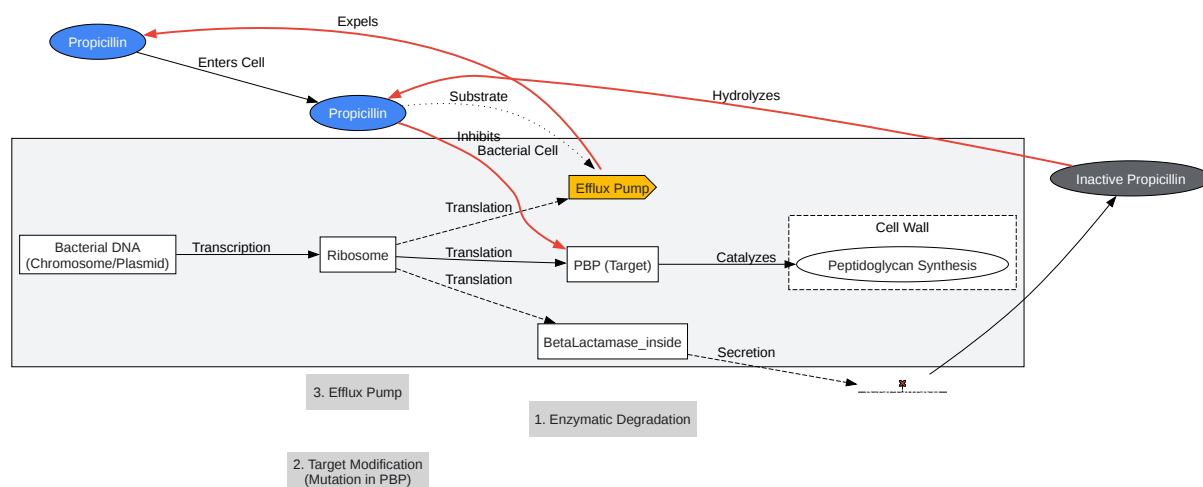 Expels
Propicillin
Enters Cell
Substrate
Hydrolyzes
Propicillin
Inhibits
Bacterial Cell
Inactive Propicillin
Efflux Pump
Translation
Cell Wall
Bacterial DNA
(Chromosome/Plasmid)
Transcription
Ribosome
Translation
PBP (Target)
Catalyzes
Peptidoglycan Synthesis
Translation
BetaLactamase_inside
Secretion
3. Efflux Pump
1. Enzymatic Degradation
2. Target Modification
(Mutation in PBP)